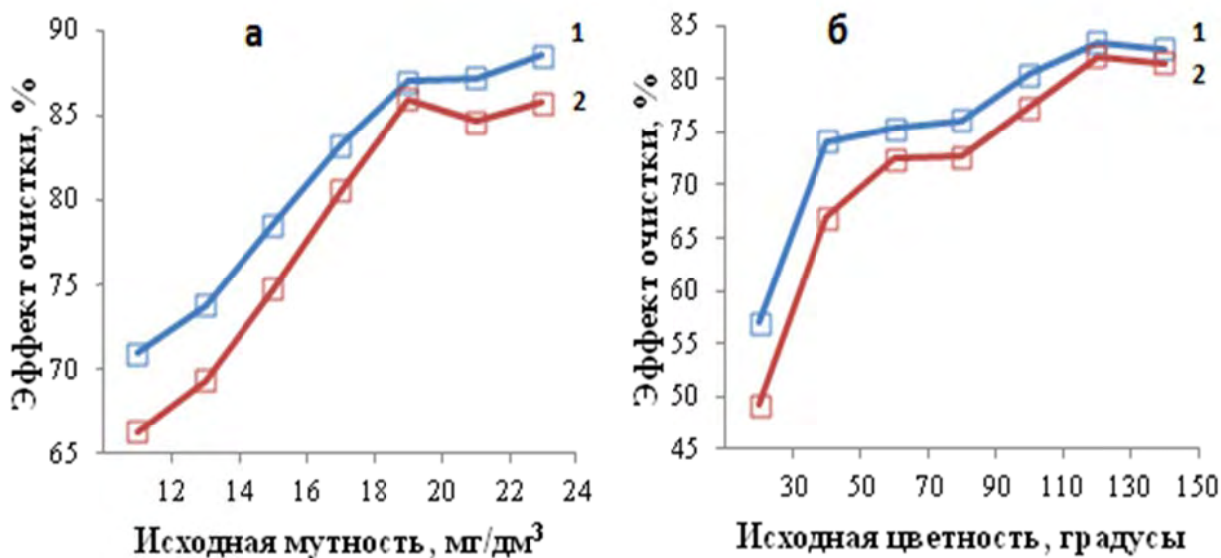 а
Эффект очистки, %
90
85
80
75
70
65
1
2
12 14 16 18 20 22 24
Исходная мутность, мг/дм³
б
Эффект очистки, %
85
80
75
70
65
60
55
50
45
1
2
30 50 70 90 110 130 150
Исходная цветность, градусы